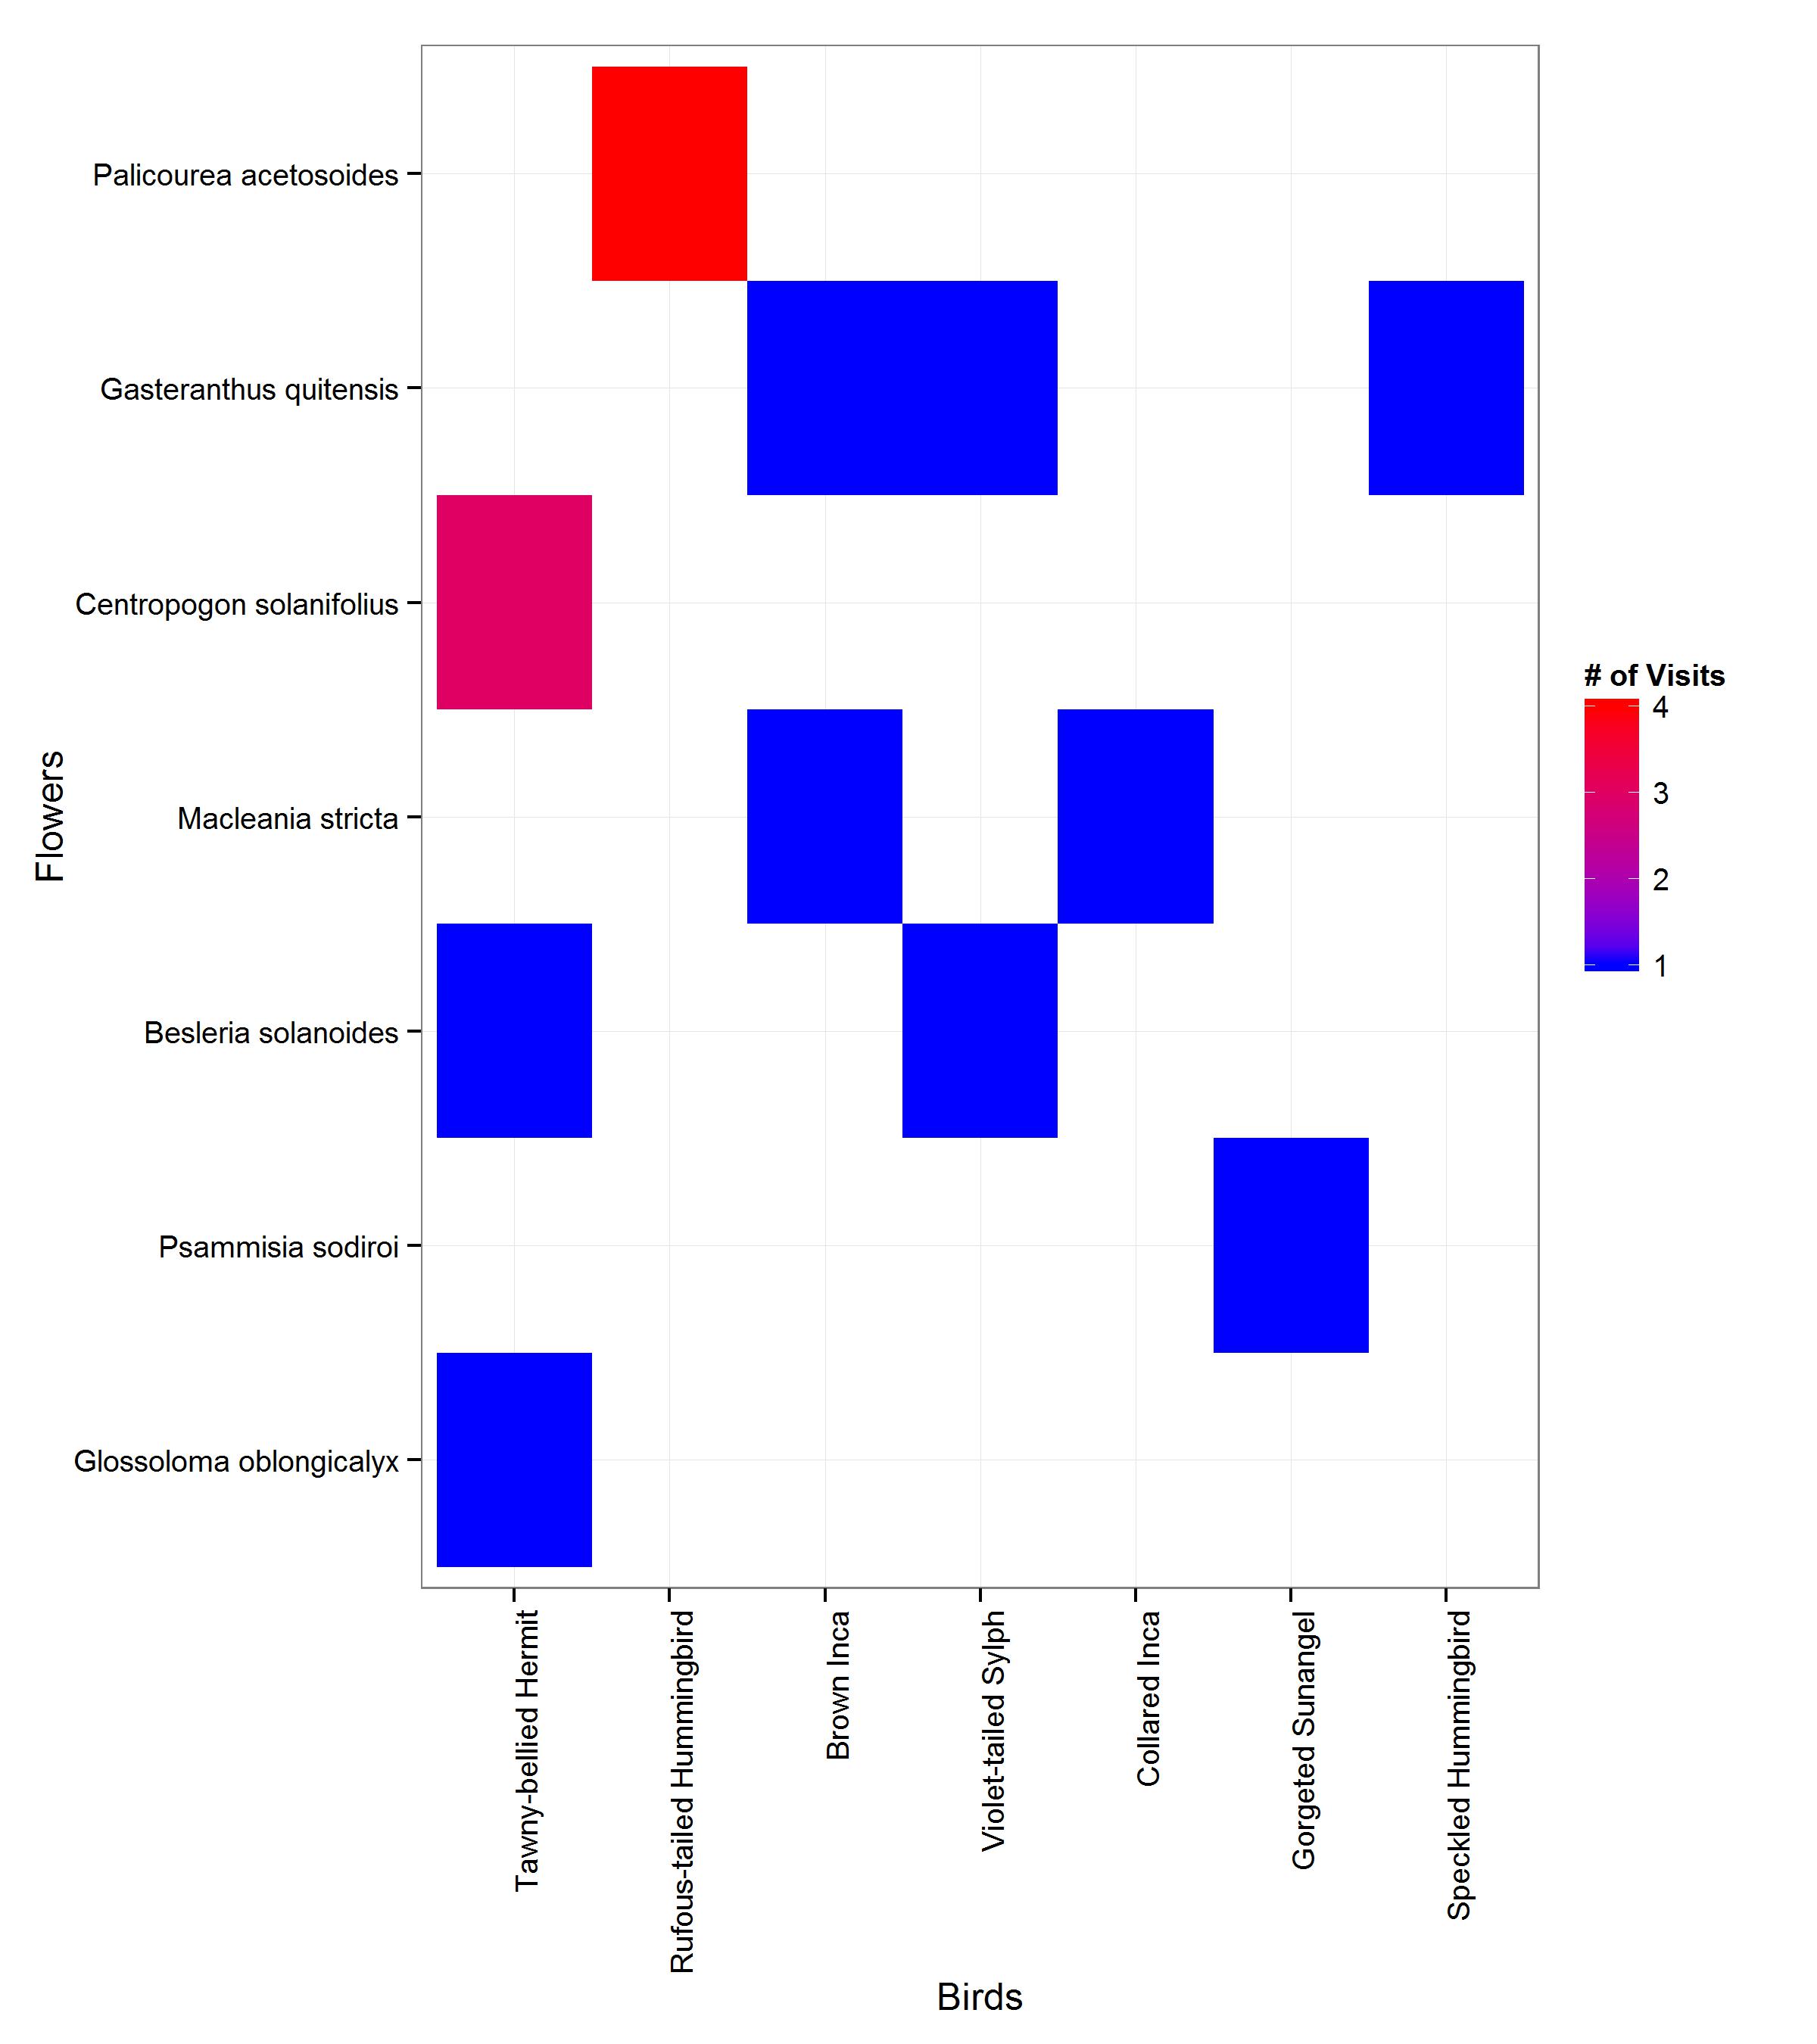 Palicourea acetosoides
Gasteranthus quitensis
Centropogon solanifolius
Macleania stricta
Besleria solanoides
Psammisia sodiroi
Glossoloma oblongicalyx
Flowers
# of Visits
4
3
2
1
Tawny-bellied Hermit
Rufous-tailed Hummingbird
Brown Inca
Violet-tailed Sylph
Collared Inca
Gorgeted Sunangel
Speckled Hummingbird
Birds